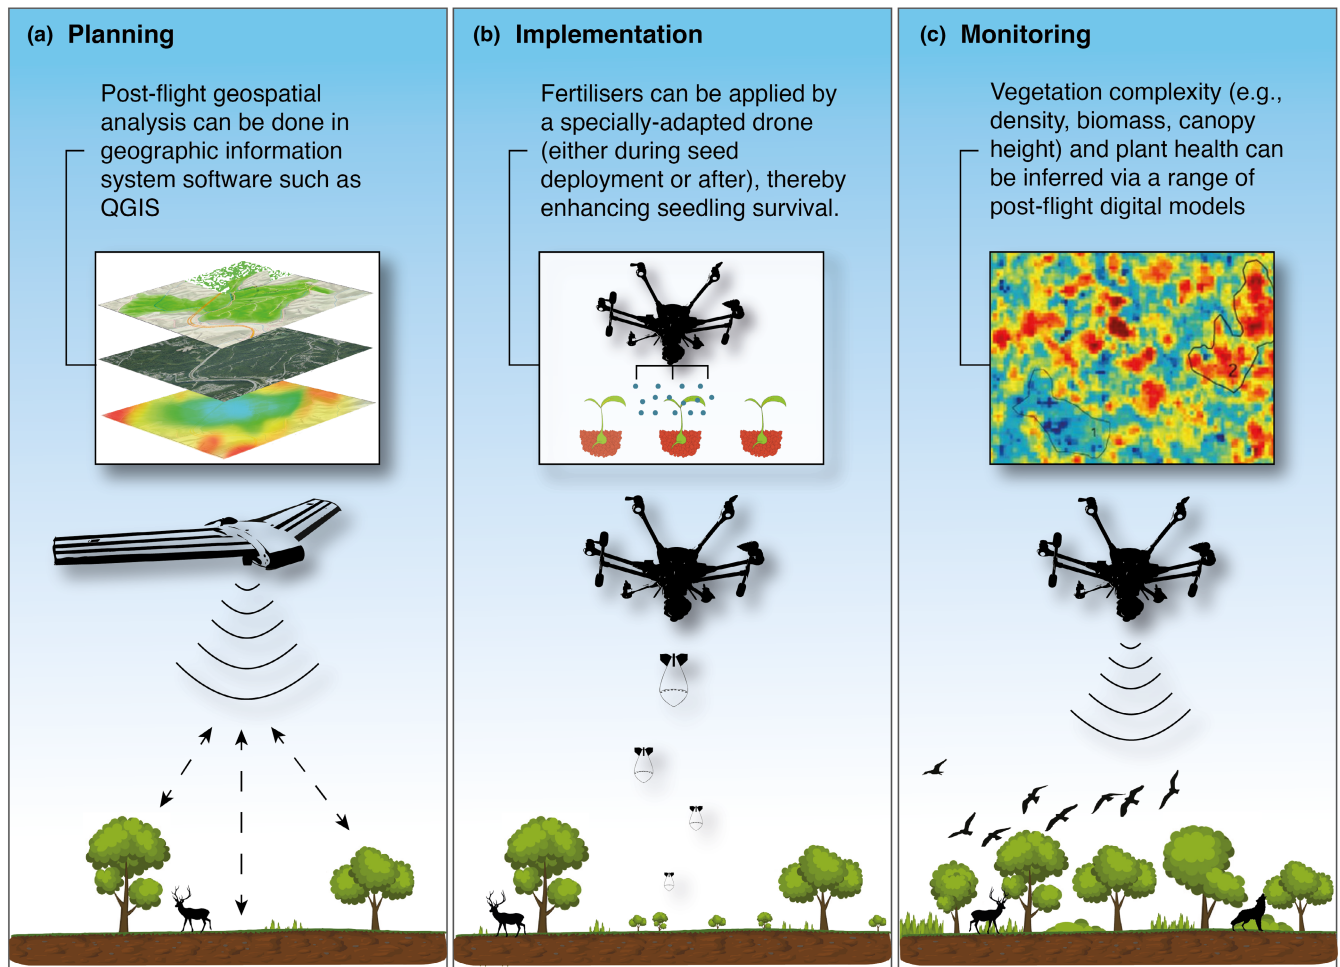 (a) Planning
Post-flight geospatial
analysis can be done in
geographic information
system software such as
QGIS
(b) Implementation
Fertilisers can be applied by
a specially-adapted drone
(either during seed
deployment or after), thereby
enhancing seedling survival.
(c) Monitoring
Vegetation complexity (e.g.,
density, biomass, canopy
height) and plant health can
be inferred via a range of
post-flight digital models
2
1